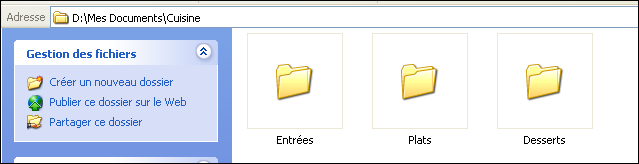 Adresse D:\Mes Documents\Cuisine
Gestion des fichiers
Créer un nouveau dossier
Publier ce dossier sur le Web
Partager ce dossier
Entrées Plats Desserts